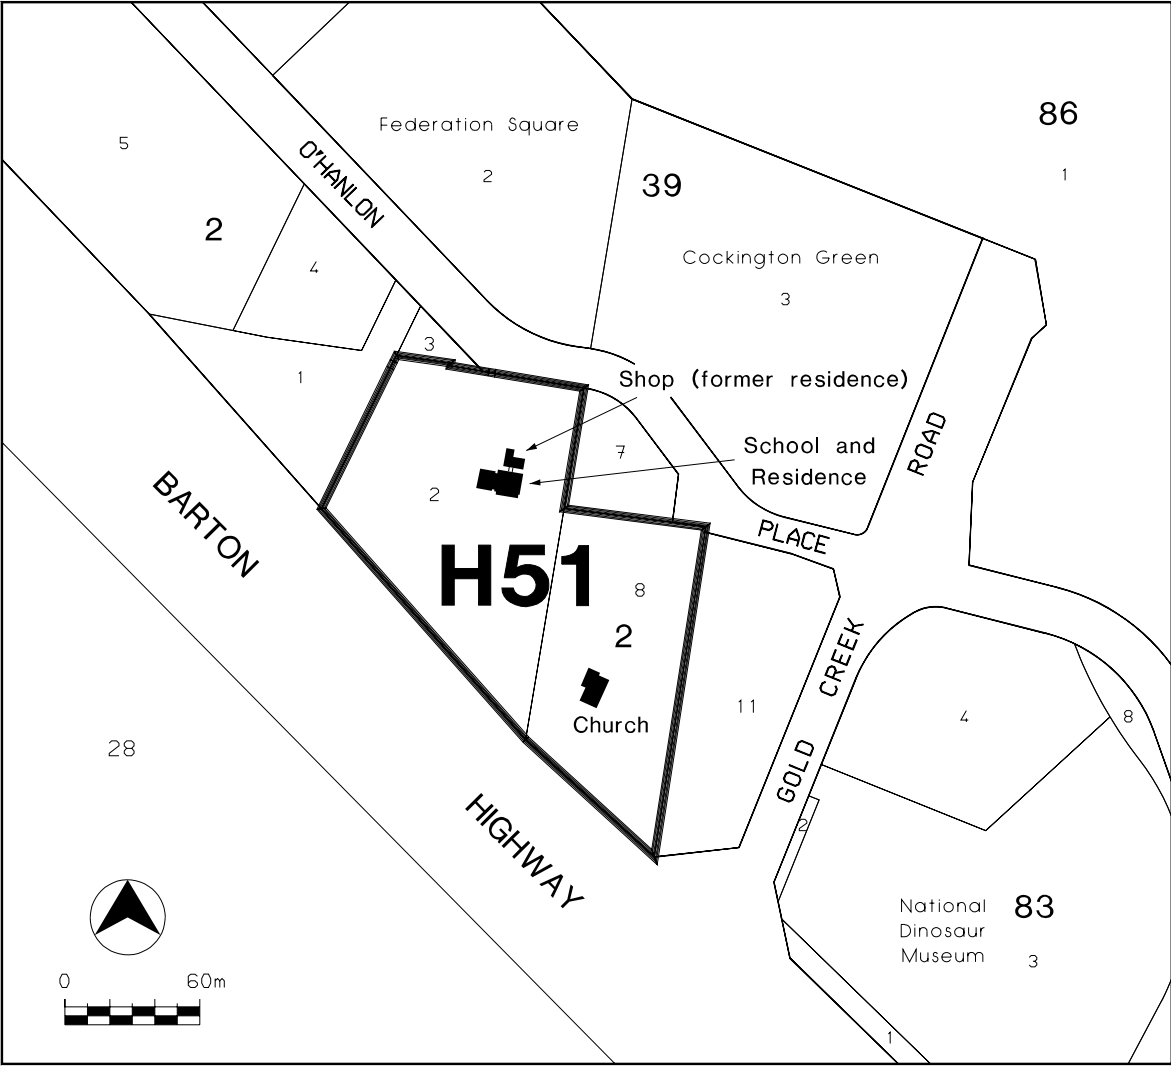 86
Federation Square
5
O'HANLON
2
39
1
2
Cockington Green
4
3
3
1
Shop (former residence)
ROAD
School and
Residence
7
2
BARTON
PLACE
H51
8
2
CREEK
11
4
8
Church
28
GOLD
HIGHWAY
2
National
Dinosaur
Museum
83
3
0
60m
1